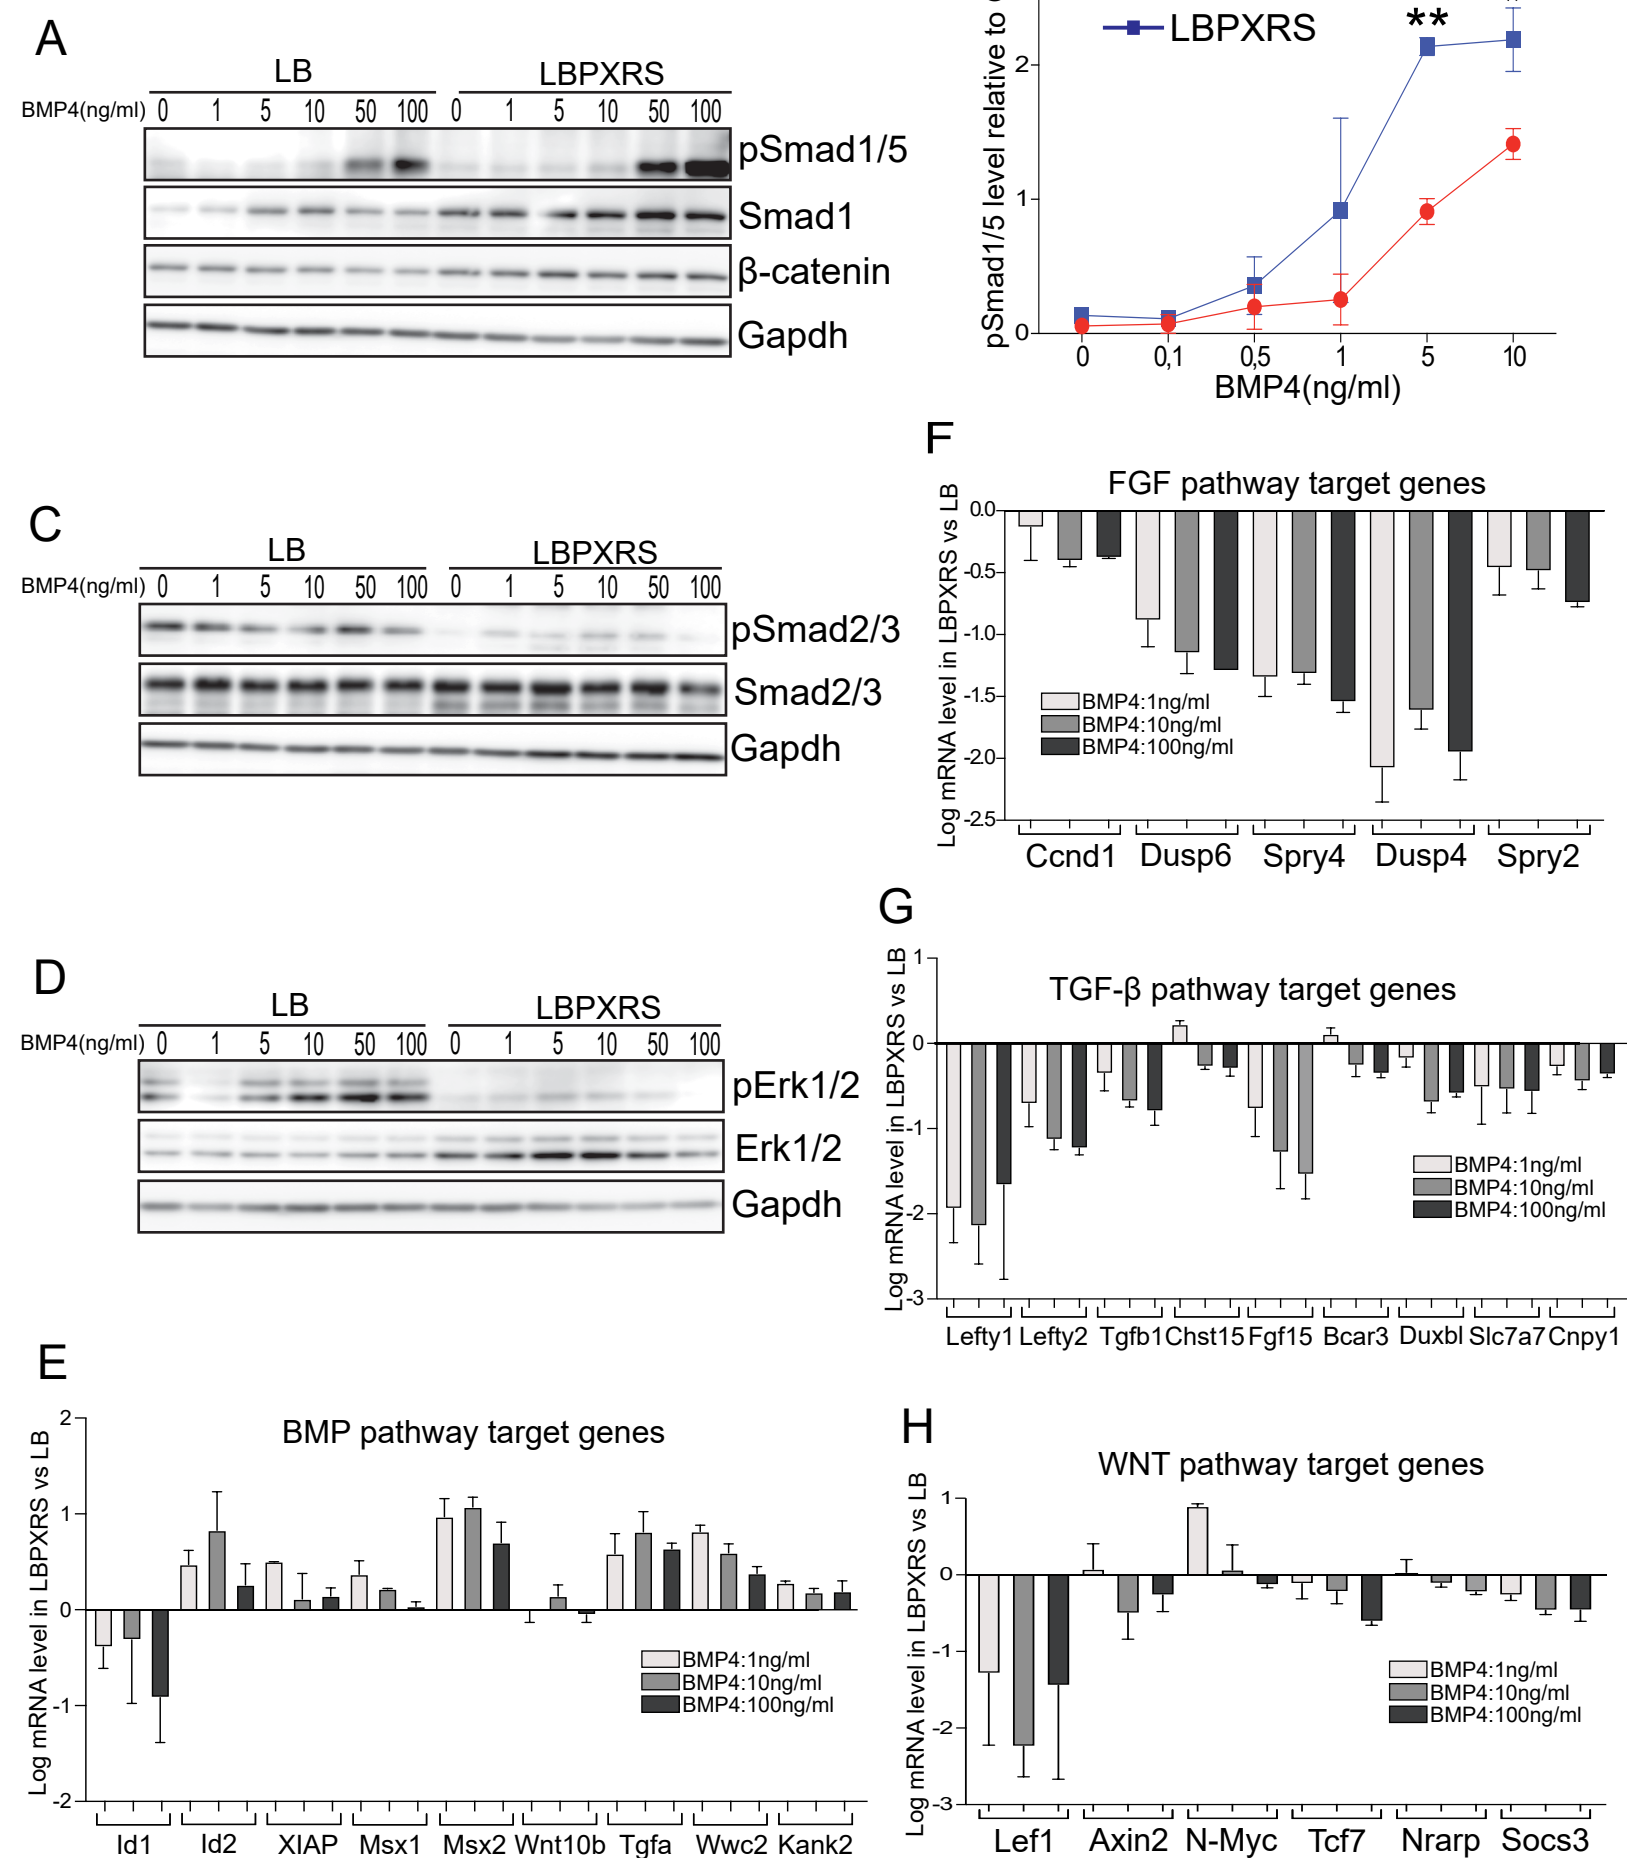 A
LB
LBPXRS
BMP4(ng/ml)
0 1 5 10 50 100 0 1 5 10 50 100
pSmad1/5
Smad1
β-catenin
Gapdh
LBPXRS
**
pSmad1/5 level relative to
2
1
0
0 0,1 0,5 1 5 10
BMP4(ng/ml)
C
LB
LBPXRS
BMP4(ng/ml)
0 1 5 10 50 100 0 1 5 10 50 100
pSmad2/3
Smad2/3
Gapdh
F
FGF pathway target genes
Log mRNA level in LBPXRS vs LB
0.0
-0.5
-1.0
-1.5
-2.0
-2.5
BMP4:1ng/ml
BMP4:10ng/ml
BMP4:100ng/ml
Ccnd1 Dusp6 Spry4 Dusp4 Spry2
D
LB
LBPXRS
BMP4(ng/ml)
0 1 5 10 50 100 0 1 5 10 50 100
pErk1/2
Erk1/2
Gapdh
G
TGF-β pathway target genes
Log mRNA level in LBPXRS vs LB
1
0
-1
-2
-3
BMP4:1ng/ml
BMP4:10ng/ml
BMP4:100ng/ml
Lefty1 Lefty2 Tgfb1 Chst15 Fgf15 Bcar3 Duxbl Slc7a7 Cnpy1
E
BMP pathway target genes
Log mRNA level in LBPXRS vs LB
2
1
0
-1
-2
BMP4:1ng/ml
BMP4:10ng/ml
BMP4:100ng/ml
Id1 Id2 XIAP Msx1 Msx2 Wnt10b Tgfa Wwc2 Kank2
H
WNT pathway target genes
Log mRNA level in LBPXRS vs LB
1
0
-1
-2
-3
BMP4:1ng/ml
BMP4:10ng/ml
BMP4:100ng/ml
Lef1 Axin2 N-Myc Tcf7 Nrarp Socs3